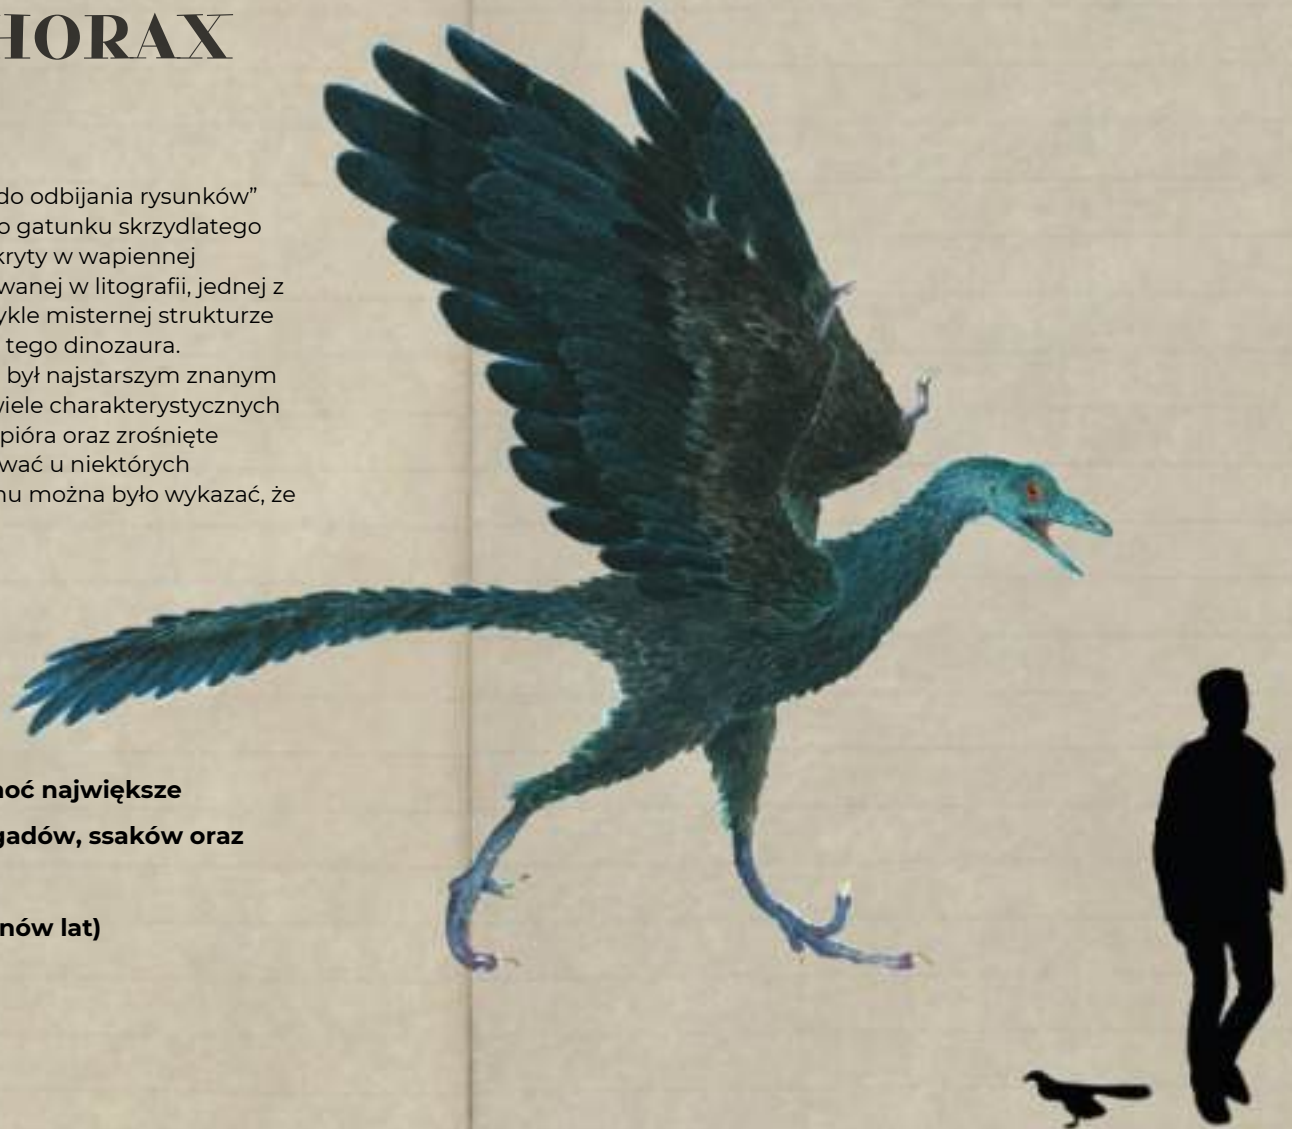 HORAX
do odbijania rysunków”
o gatunku skrzydlatego
kryty w wapiennej
wanej w litografii, jednej z
ykle misternej strukturze
tego dinozaura.
był najstarszym znanym
wiele charakterystycznych
pióra oraz zrośnięte
wać u niektórych
nu można było wykazać, że
hoć największe
gadów, ssaków oraz
nów lat)